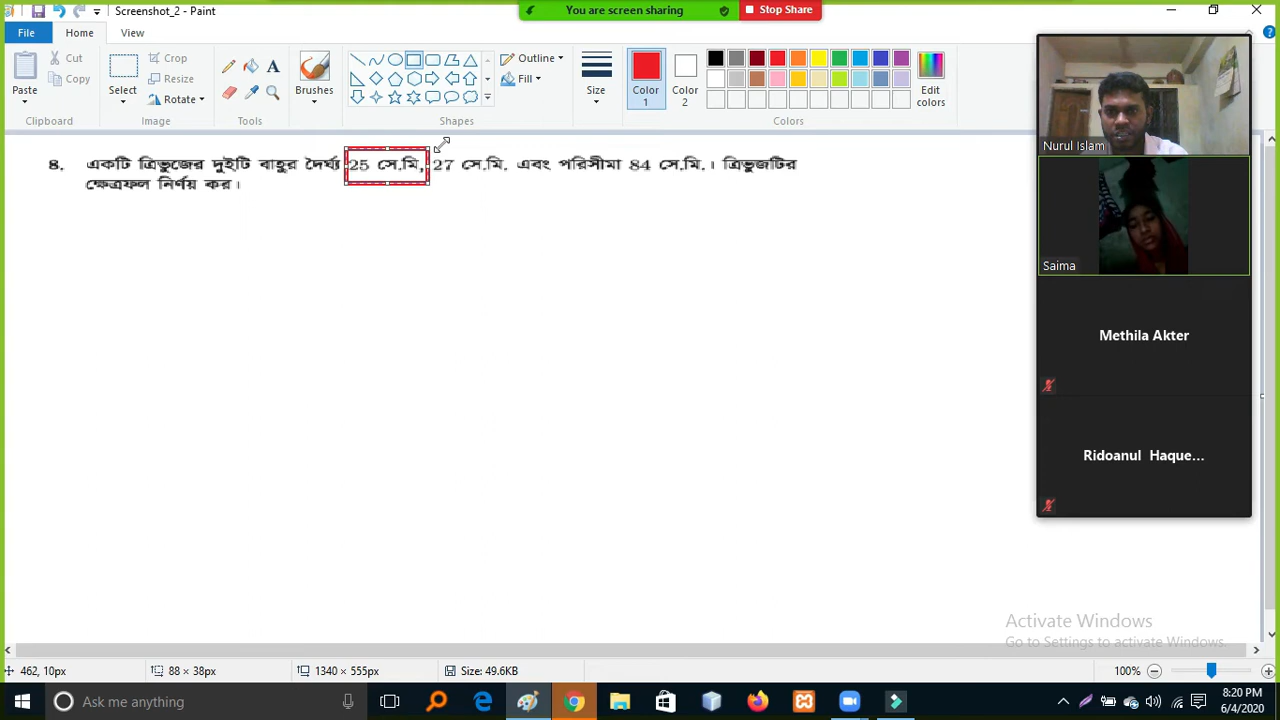 Screenshot_2 - Paint
You are screen sharing
Stop Share
File
Home
View
Paste
Cut
Copy
Clipboard
Select
Crop
Resize
Rotate
Image
Tools
Brushes
Outline
Fill
Shapes
Size
Color 1
Color 2
Edit colors
Colors
৪. একটি ত্রিভুজের দুইটি বাহুর দৈর্ঘ্য 25 সে.মি, 27 সে.মি. এবং পরিসীমা 84 সে.মি.। ত্রিভুজটির
ক্ষেত্রফল নির্ণয় কর।
Nurul Islam
Saima
Methila Akter
Ridoanul Haque...
Activate Windows
Go to Settings to activate Windows.
462, 10px
88 × 38px
1340 × 555px
Size: 49.6KB
100%
Ask me anything
8:20 PM
6/4/2020